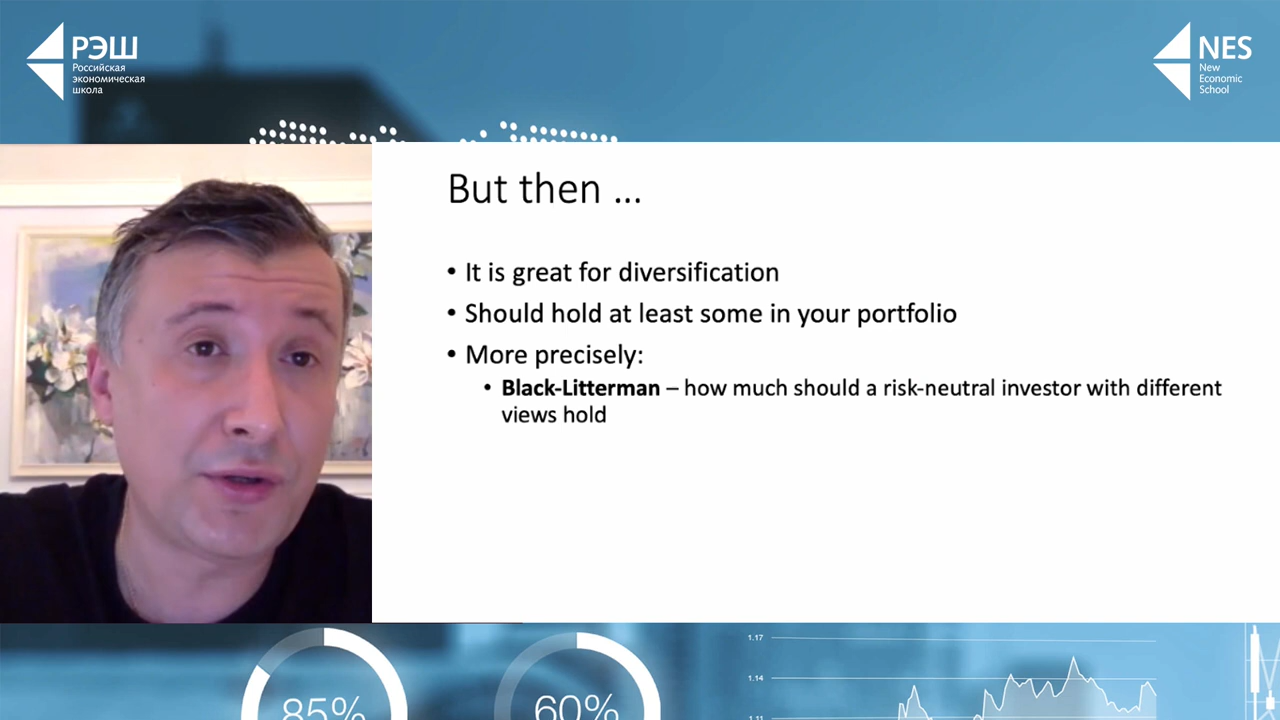 РЭШ
Российская
экономическая
школа
NES
New
Economic
School
But then ...
• It is great for diversification
• Should hold at least some in your portfolio
• More precisely:
• Black-Litterman – how much should a risk-neutral investor with different
views hold
85%
60%
1.17
1.14
1.11